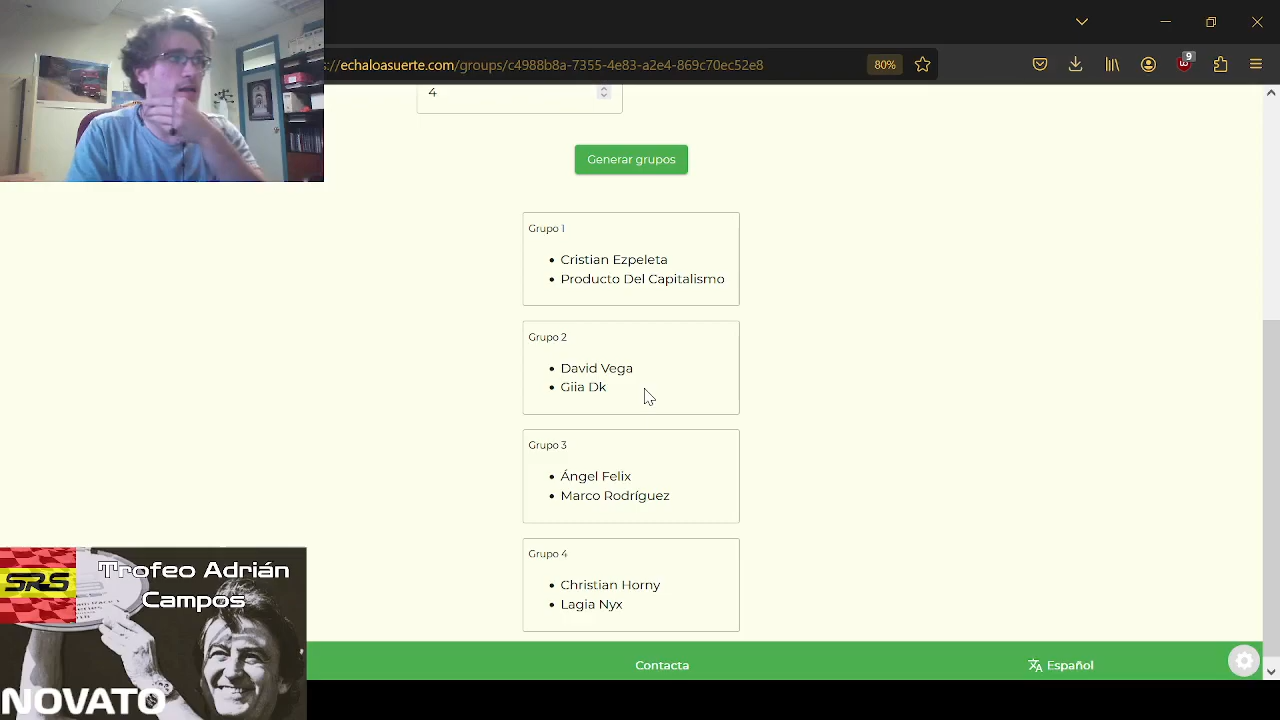 ://echaloasuerte.com/groups/c4988b8a-7355-4e83-a2e4-869c70ec52e8
80%
9
4
Generar grupos
Grupo 1
Cristian Ezpeleta
Producto Del Capitalismo
Grupo 2
David Vega
Giia Dk
Grupo 3
Ángel Felix
Marco Rodríguez
Grupo 4
Christian Horny
Lagia Nyx
Contacta
Español
SRS
Trofeo Adrián
Campos
NOVATO